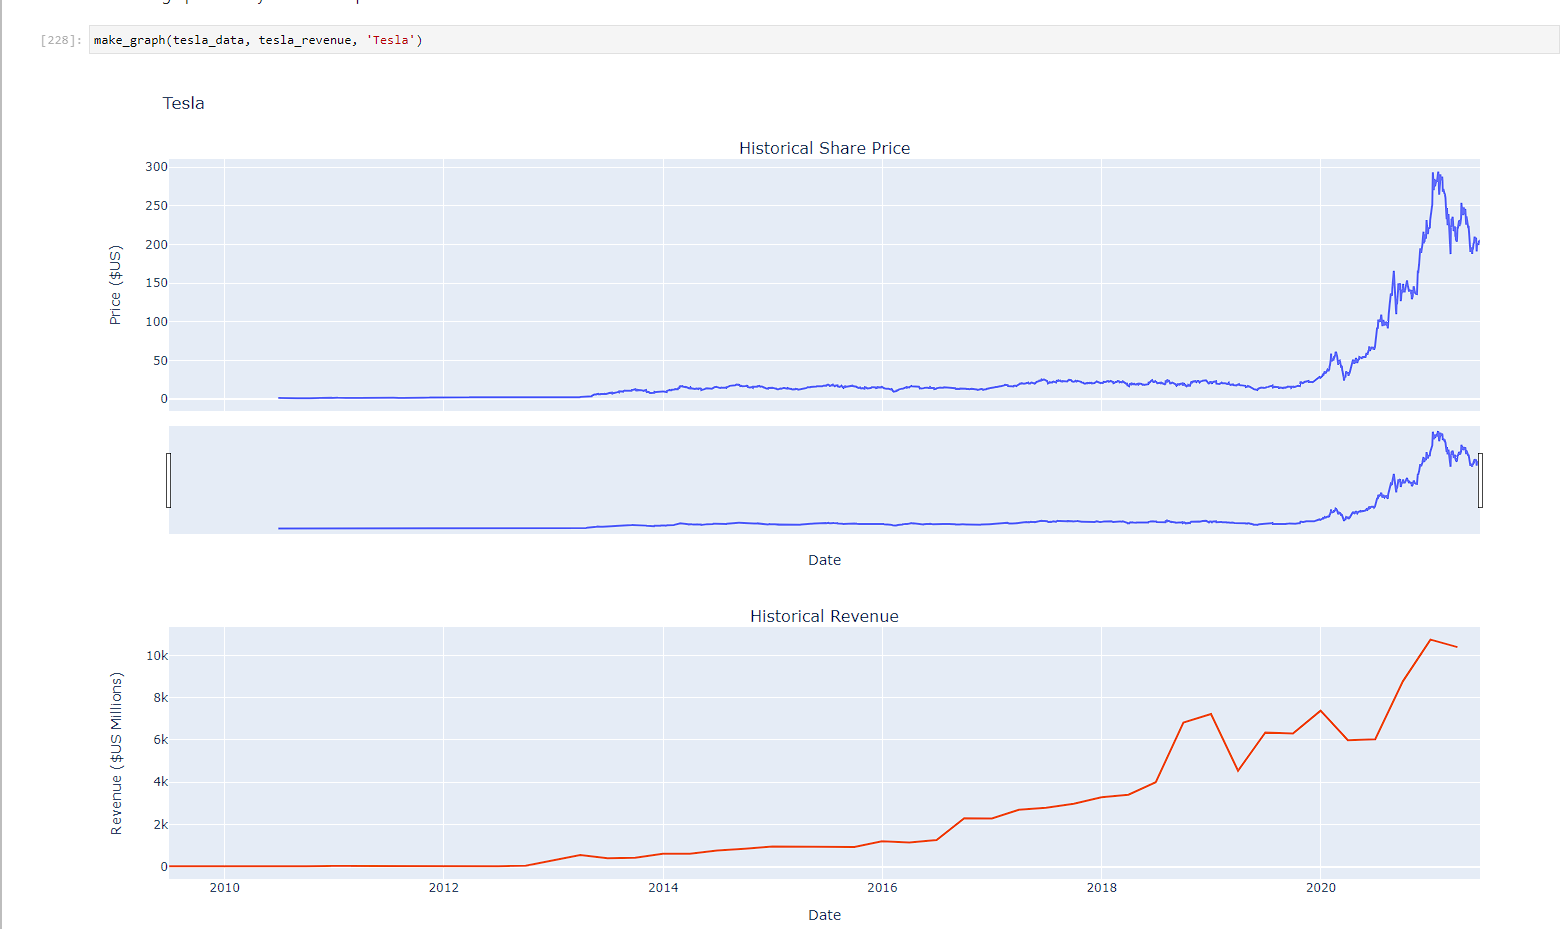 [228]: make_graph(tesla_data, tesla_revenue, 'Tesla')
Tesla
Historical Share Price
300
250
200
150
100
50
0
Price ($US)
Date
Historical Revenue
10k
8k
6k
4k
2k
0
Revenue ($US Millions)
2010 2012 2014 2016 2018 2020
Date